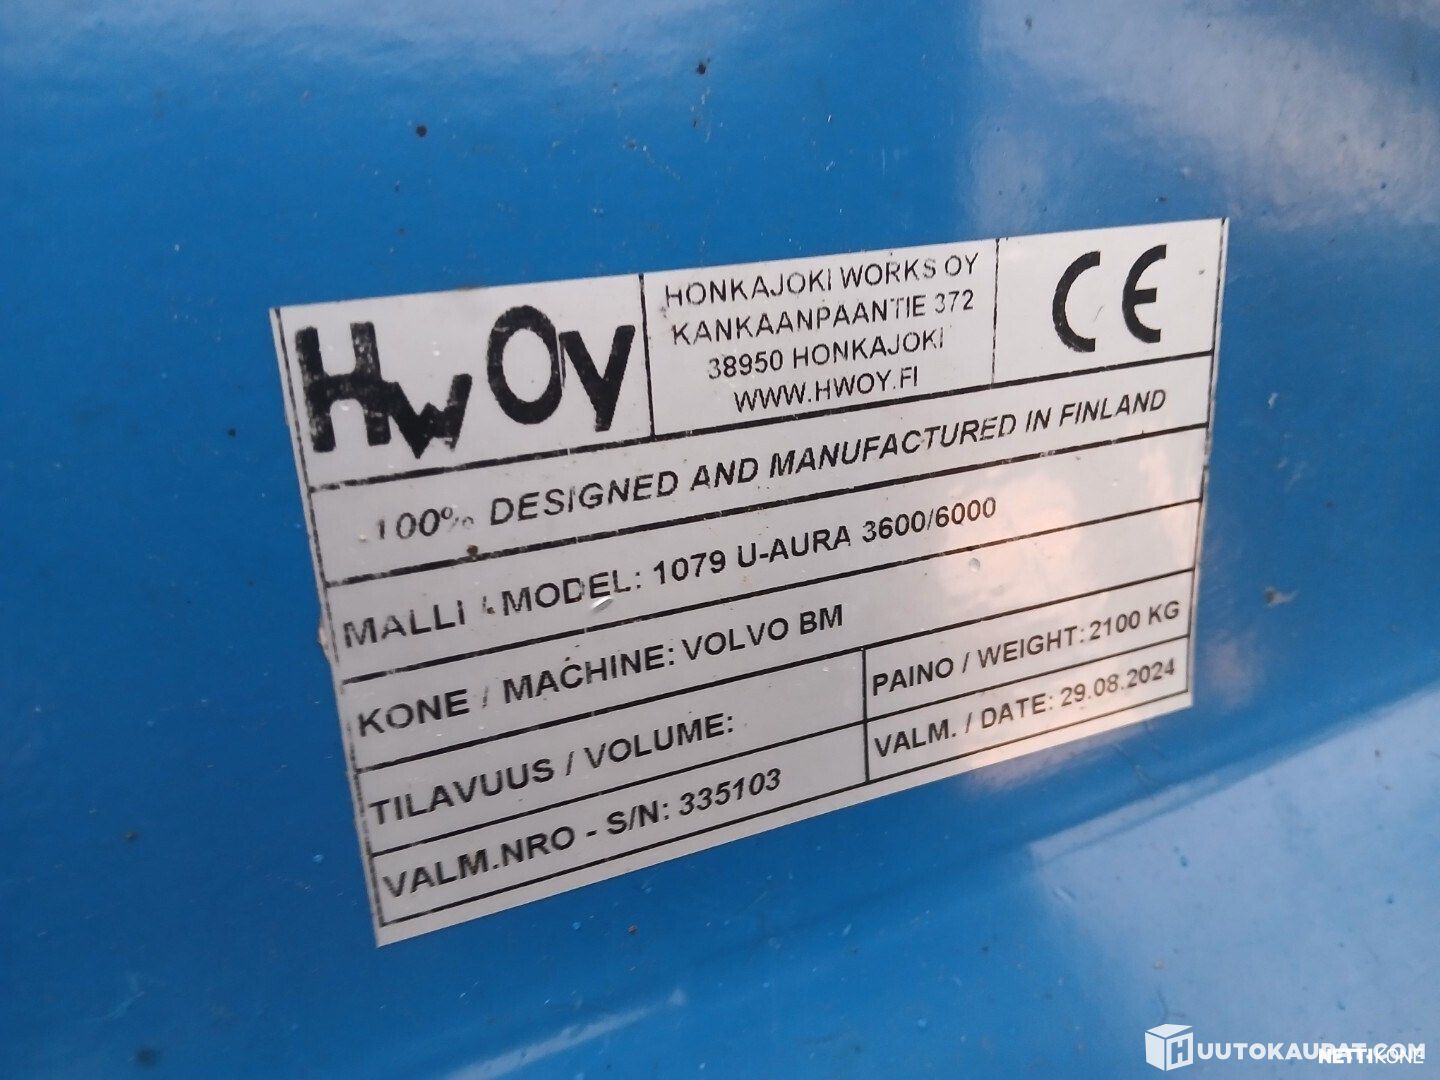 HWOY
HONKAJOKI WORKS OY
KANKAANPAANTIE 372
38950 HONKAJOKI
WWW.HWOY.FI
CE
100% DESIGNED AND MANUFACTURED IN FINLAND
MALLI / MODEL: 1079 U-AURA 3600/6000
KONE / MACHINE: VOLVO BM
TILAVUUS / VOLUME:
PAINO / WEIGHT: 2100 KG
VALM.NRO - S/N: 335103
VALM. / DATE: 29.08.2024
HUUTOKAUPAT.COM
NETTIKONE